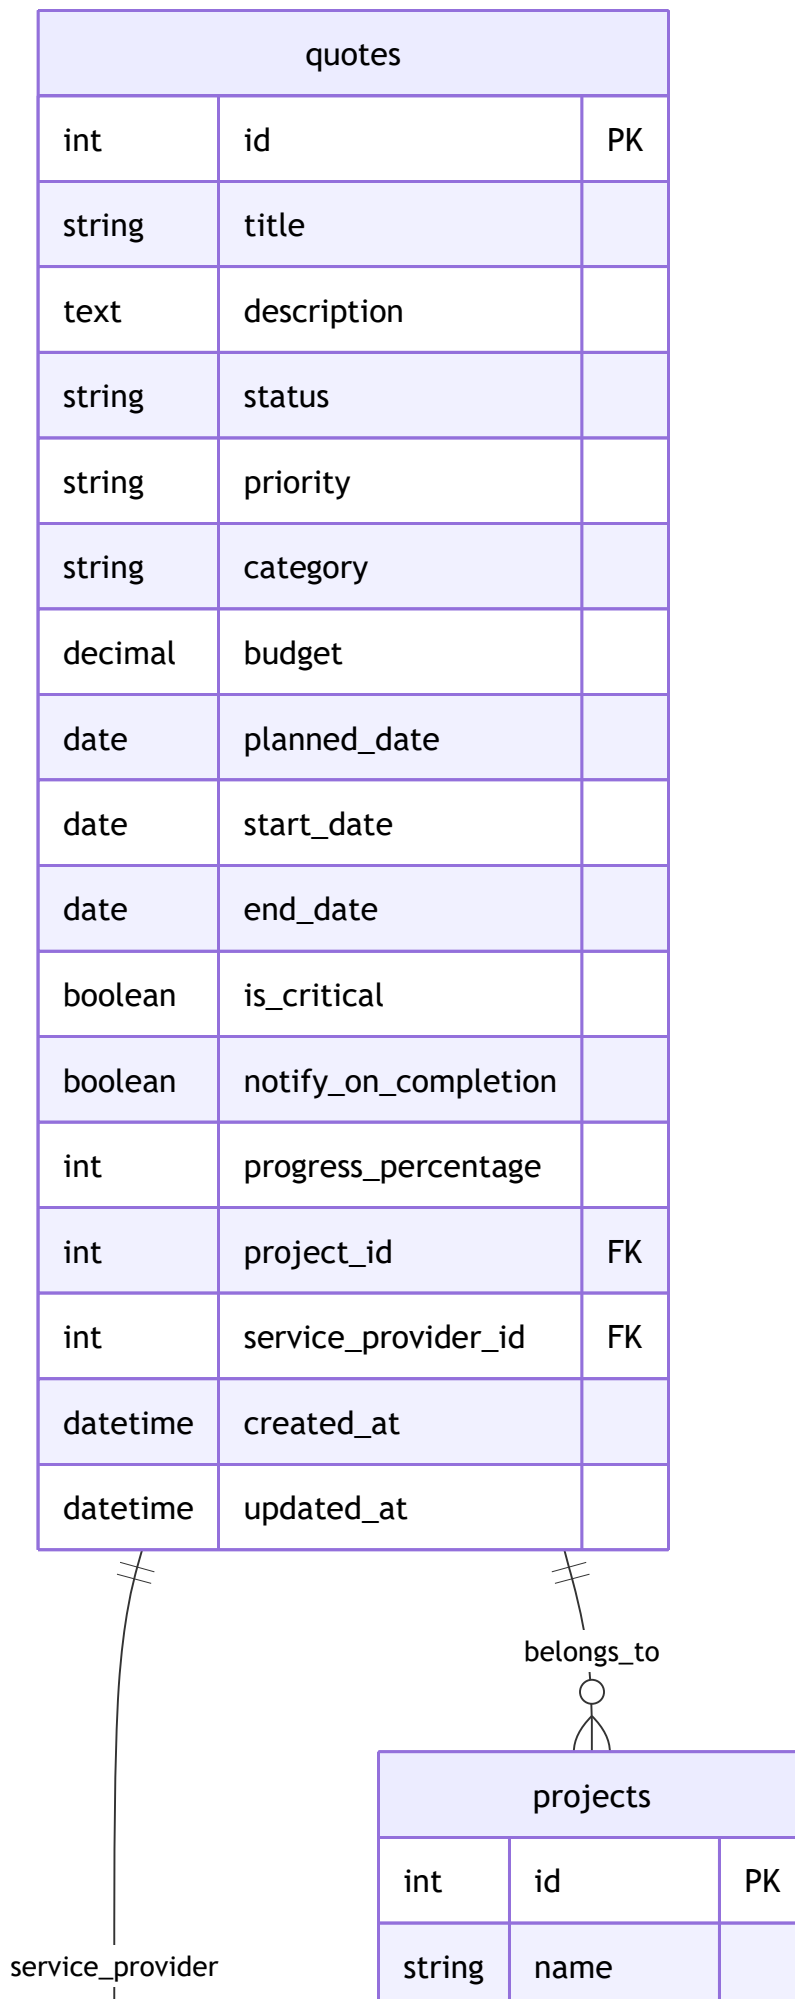 quotes
int id PK
string title
text description
string status
string priority
string category
decimal budget
date planned_date
date start_date
date end_date
boolean is_critical
boolean notify_on_completion
int progress_percentage
int project_id FK
int service_provider_id FK
datetime created_at
datetime updated_at
belongs_to
projects
int id PK
service_provider
string name